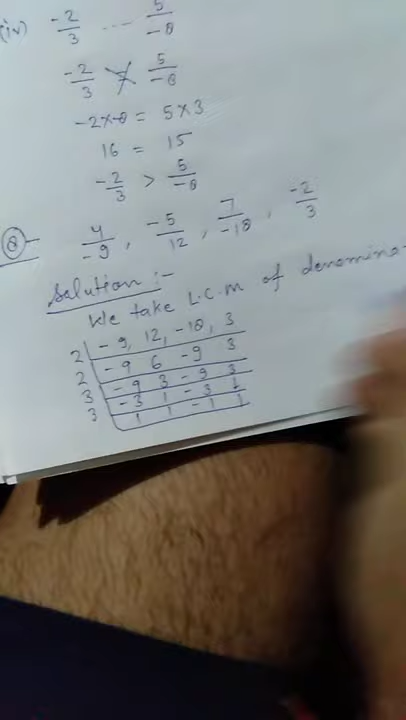 (iv) -2/3 ... 5/-8
-2/3 × 5/-8
-2×-8 = 5×3
16 = 15
-2/3 > 5/-8
Q- 4/-9, -5/12, 7/-18, -2/3
Solution :-
We take L.C.M of denomina
2 | -9, 12, -18, 3
2 | -9 6 -9 3
3 | -9 3 -9 3
3 | -3 1 -3 1
1 1 -1 1